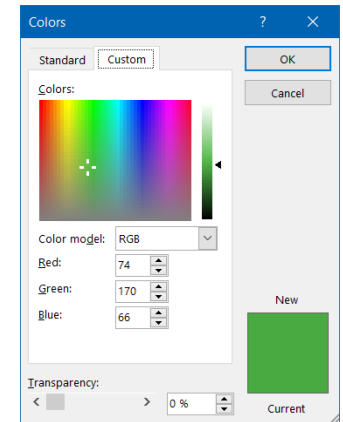 Colors ? ×
Standard Custom
OK
Cancel
Colors:
Color model: RGB
Red: 74
Green: 170
Blue: 66
New
Transparency:
0 %
Current